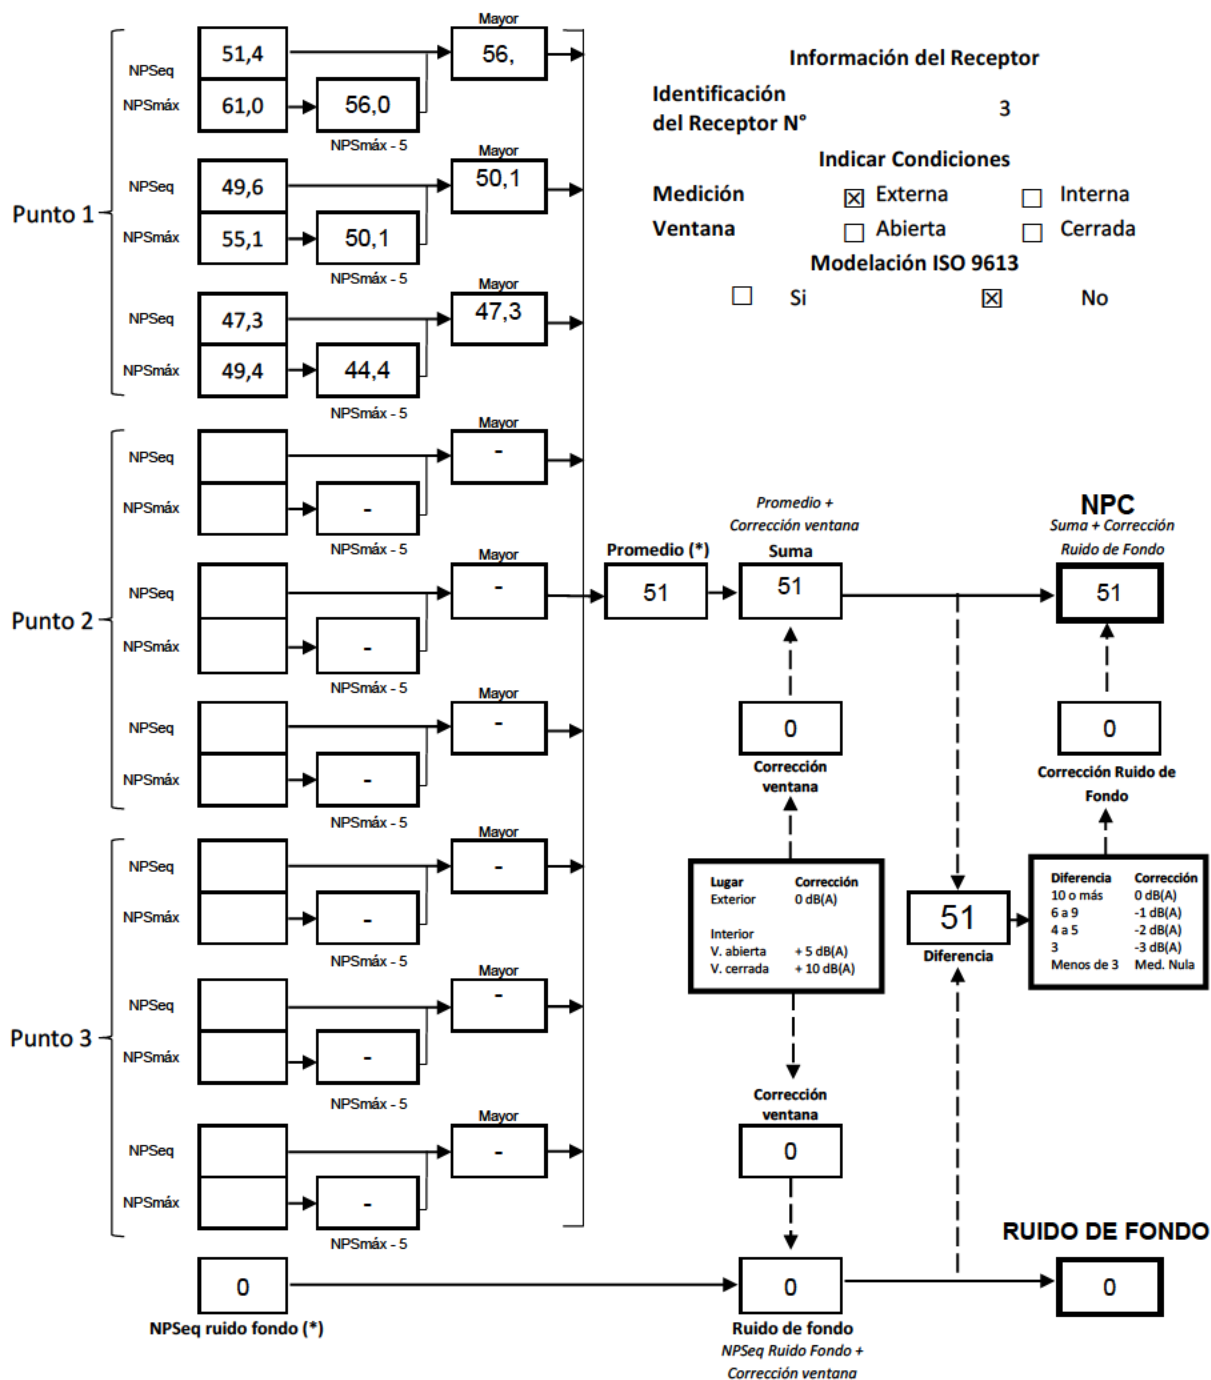 Mayor
NPSeq
51,4
56,
NPSmáx
61,0
56,0
NPSmáx - 5
Mayor
Punto 1
NPSeq
49,6
50,1
NPSmáx
55,1
50,1
NPSmáx - 5
Mayor
NPSeq
47,3
47,3
NPSmáx
49,4
44,4
NPSmáx - 5
Información del Receptor
Identificación
del Receptor N°
3
Indicar Condiciones
Medición ☒ Externa ☐ Interna
Ventana ☐ Abierta ☐ Cerrada
Modelación ISO 9613
☐ Si ☒ No
Mayor
NPSeq
-
NPSmáx
-
NPSmáx - 5
Mayor
Punto 2
NPSeq
-
NPSmáx
-
NPSmáx - 5
Mayor
NPSeq
-
NPSmáx
-
NPSmáx - 5
Promedio (*)
51
Promedio +
Corrección ventana
Suma
51
NPC
Suma + Corrección
Ruido de Fondo
51
0
Corrección
ventana
0
Corrección Ruido de
Fondo
Mayor
NPSeq
-
NPSmáx
-
NPSmáx - 5
Mayor
Punto 3
NPSeq
-
NPSmáx
-
NPSmáx - 5
Mayor
NPSeq
-
NPSmáx
-
NPSmáx - 5
Lugar Corrección
Exterior 0 dB(A)
Interior
V. abierta + 5 dB(A)
V. cerrada + 10 dB(A)
51
Diferencia
Diferencia Corrección
10 o más 0 dB(A)
6 a 9 -1 dB(A)
4 a 5 -2 dB(A)
3 -3 dB(A)
Menos de 3 Med. Nula
Corrección
ventana
0
RUIDO DE FONDO
0
0
0
NPSeq ruido fondo (*)
Ruido de fondo
NPSeq Ruido Fondo +
Corrección ventana